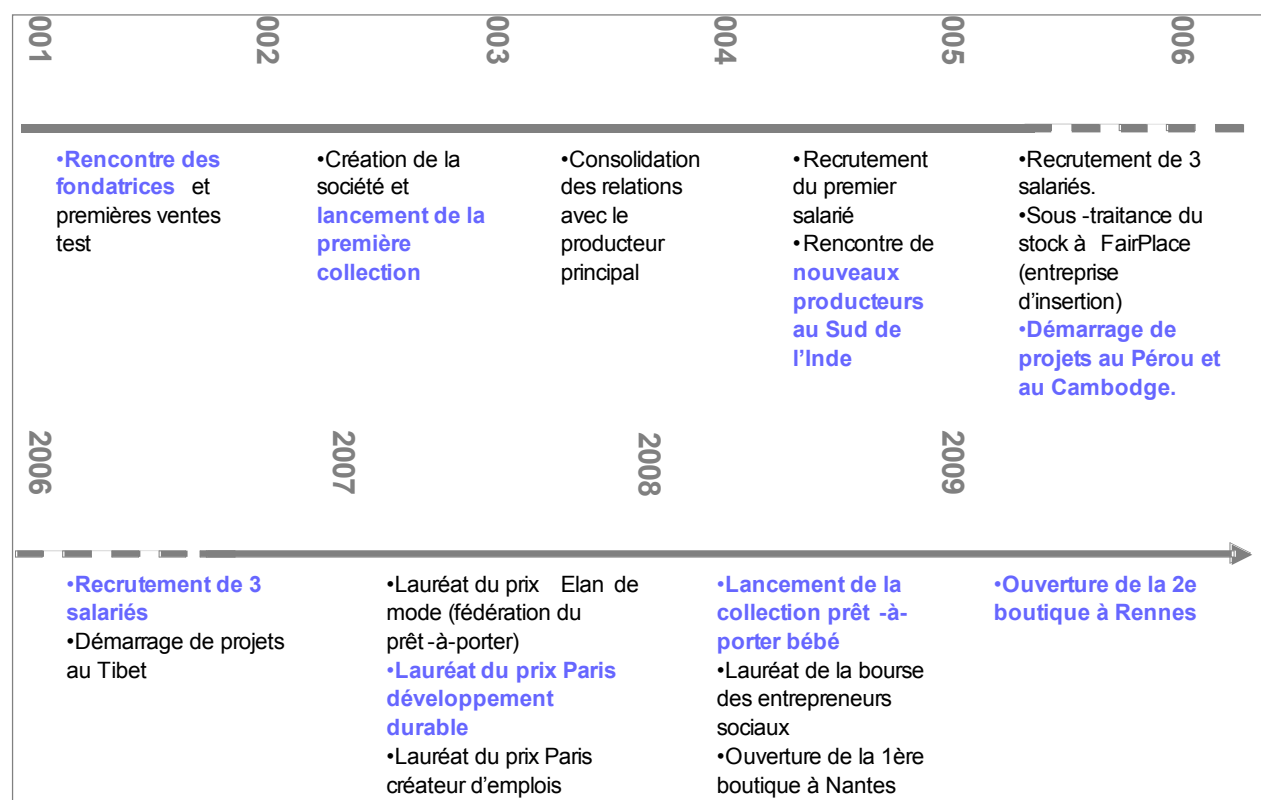 001
002
003
004
005
006
•Rencontre des
fondatrices et
premières ventes
test
•Création de la
société et
lancement de la
première
collection
•Consolidation
des relations
avec le
producteur
principal
•Recrutement
du premier
salarié
•Rencontre de
nouveaux
producteurs
au Sud de
l'Inde
•Recrutement de 3
salariés.
•Sous -traitance du
stock à FairPlace
(entreprise
d'insertion)
•Démarrage de
projets au Pérou et
au Cambodge.
2006
2007
2008
2009
•Recrutement de 3
salariés
•Démarrage de projets
au Tibet
•Lauréat du prix Elan de
mode (fédération du
prêt -à-porter)
•Lauréat du prix Paris
développement
durable
•Lauréat du prix Paris
créateur d'emplois
•Lancement de la
collection prêt -à-
porter bébé
•Lauréat de la bourse
des entrepreneurs
sociaux
•Ouverture de la 1ère
boutique à Nantes
•Ouverture de la 2e
boutique à Rennes